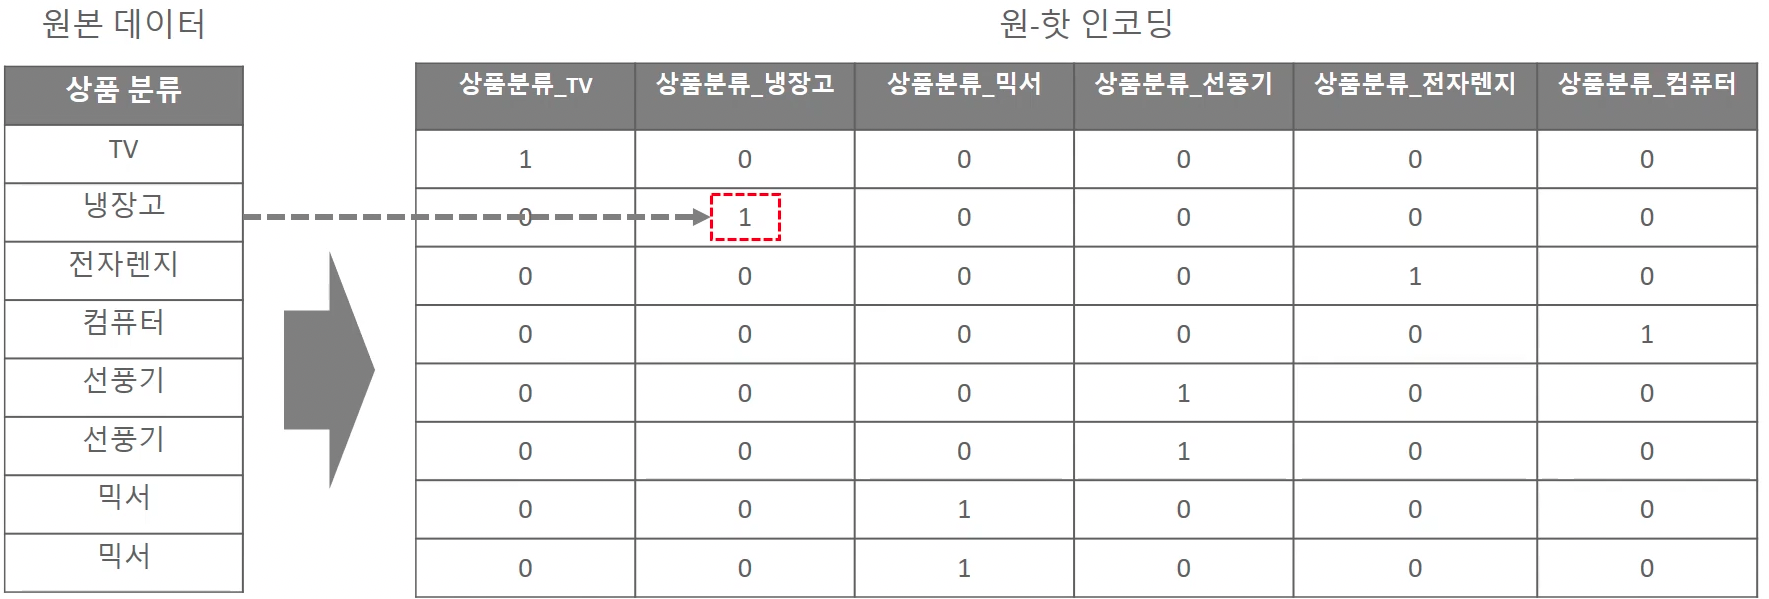 원본 데이터
원-핫 인코딩
상품 분류
TV
냉장고
전자렌지
컴퓨터
선풍기
선풍기
믹서
믹서
상품분류_TV 상품분류_냉장고 상품분류_믹서 상품분류_선풍기 상품분류_전자렌지 상품분류_컴퓨터
1 0 0 0 0 0
0 1 0 0 0 0
0 0 0 0 1 0
0 0 0 0 0 1
0 0 0 1 0 0
0 0 0 1 0 0
0 0 1 0 0 0
0 0 1 0 0 0